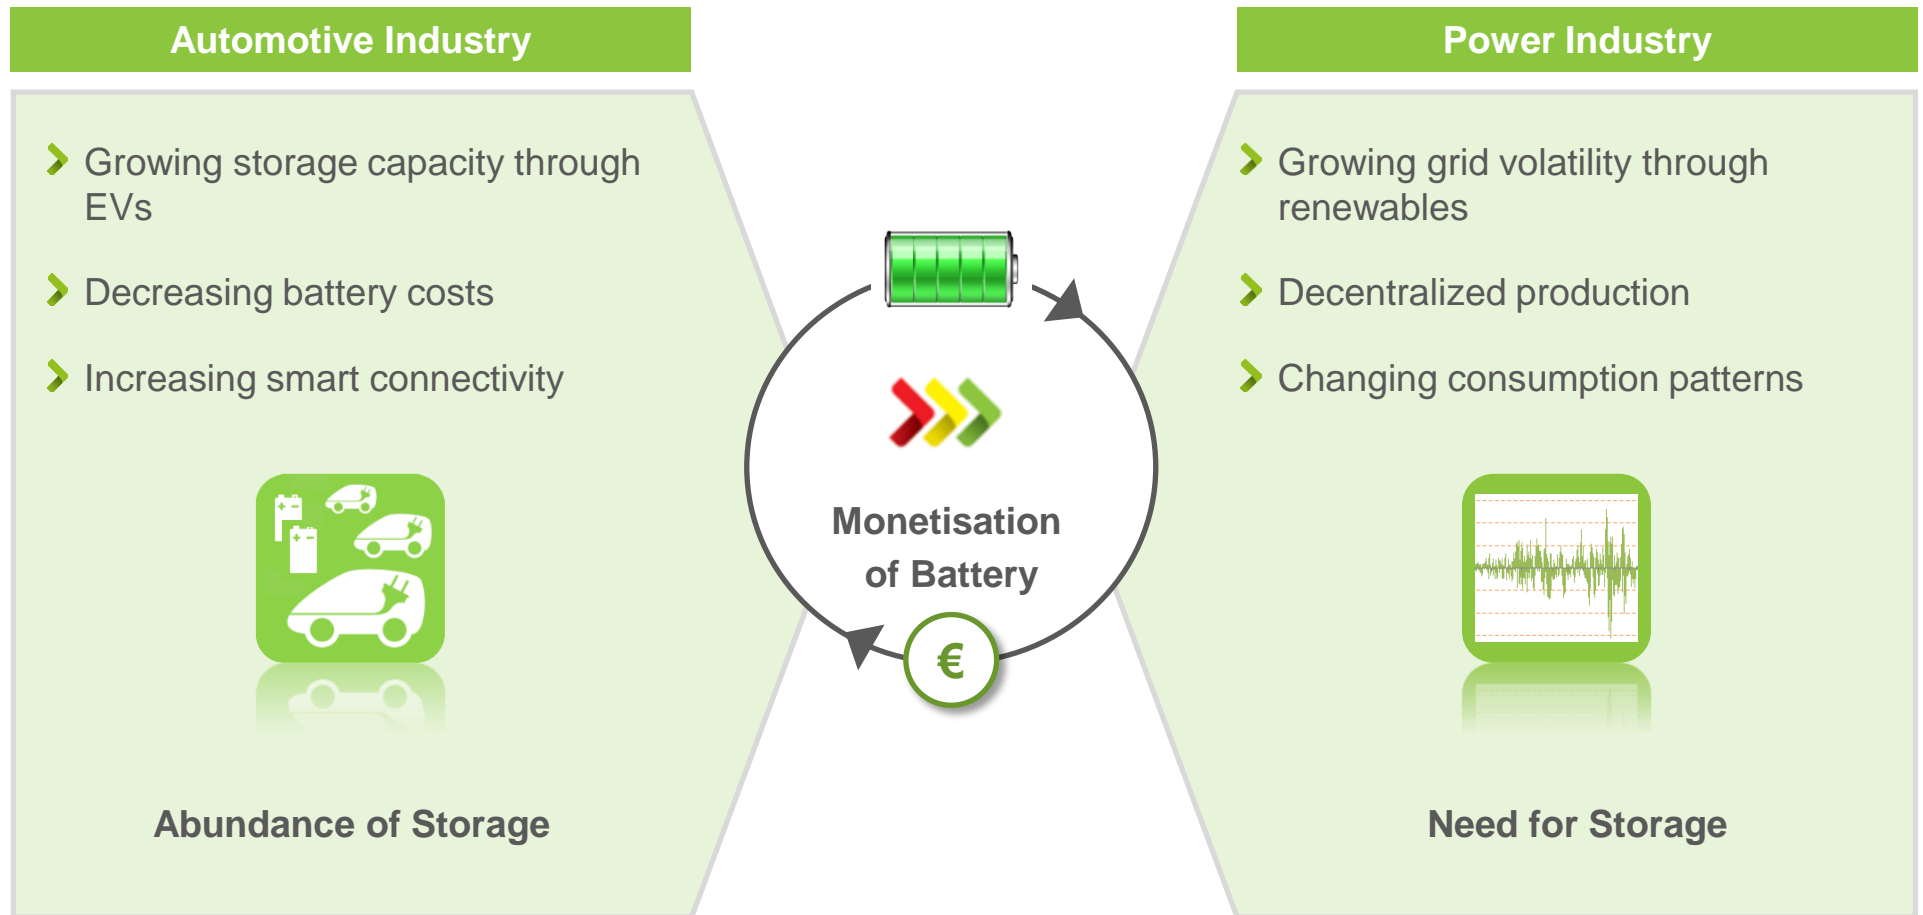 Automotive Industry
Growing storage capacity through
EVs
Decreasing battery costs
Increasing smart connectivity
Abundance of Storage
Monetisation
of Battery
€
Power Industry
Growing grid volatility through
renewables
Decentralized production
Changing consumption patterns
Need for Storage